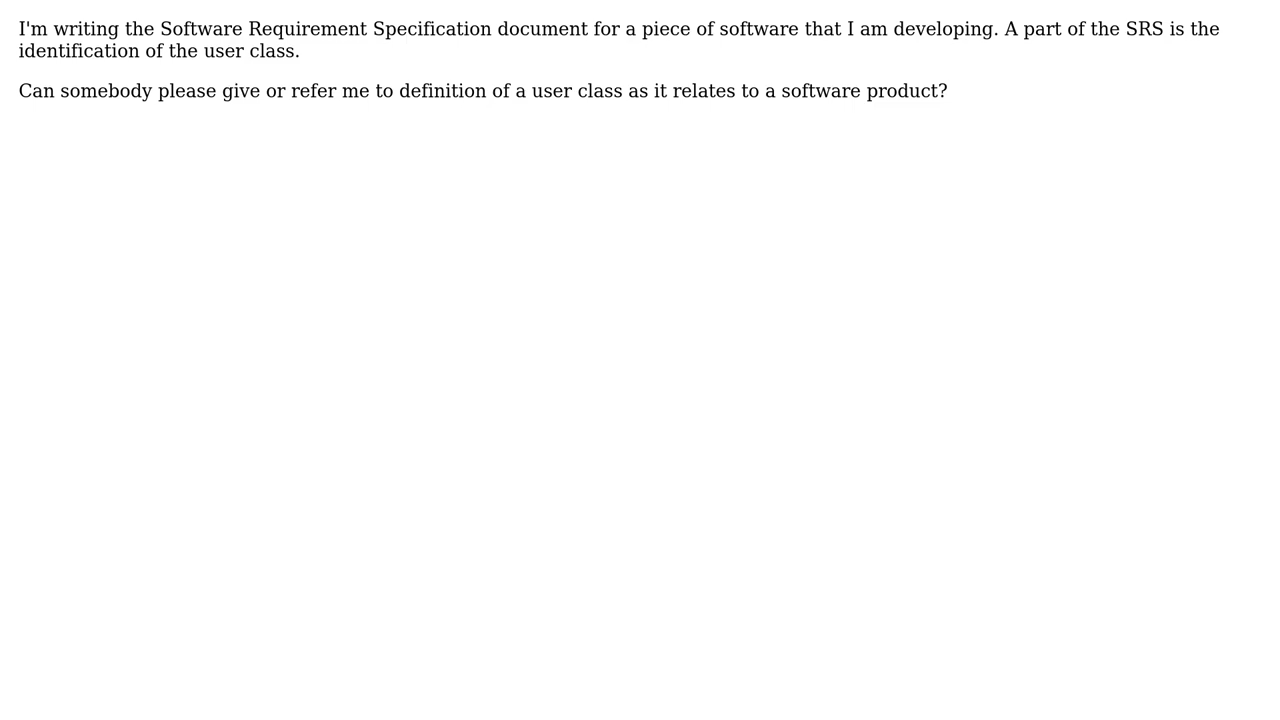 I'm writing the Software Requirement Specification document for a piece of software that I am developing. A part of the SRS is the
identification of the user class.
Can somebody please give or refer me to definition of a user class as it relates to a software product?